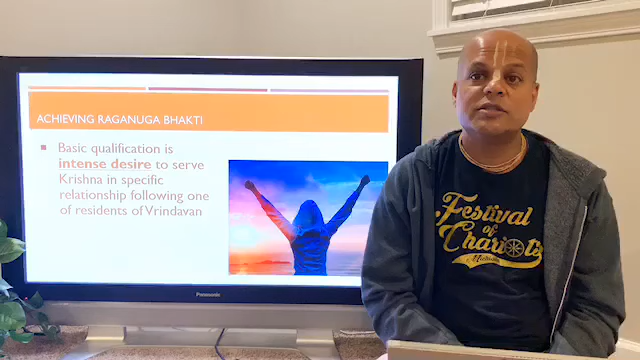 ACHIEVING RAGANUGA BHAKTI
Basic qualification is
intense desire to serve
Krishna in specific
relationship following one
of residents of Vrindavan
Panasonic
Festival
of
Chariots